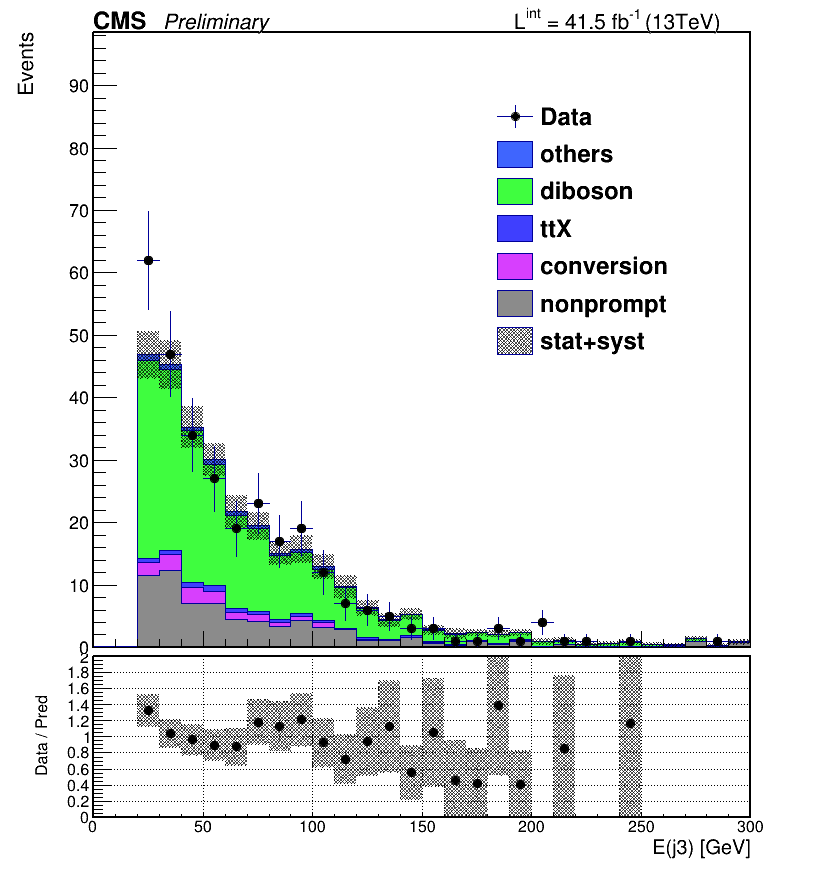 CMS Preliminary L^int = 41.5 fb^-1 (13TeV)
Events
90
80
70
60
50
40
30
20
10
0
Data
others
diboson
ttX
conversion
nonprompt
stat+syst
Data / Pred
2
1.8
1.6
1.4
1.2
1
0.8
0.6
0.4
0.2
0
0 50 100 150 200 250 300
E(j3) [GeV]